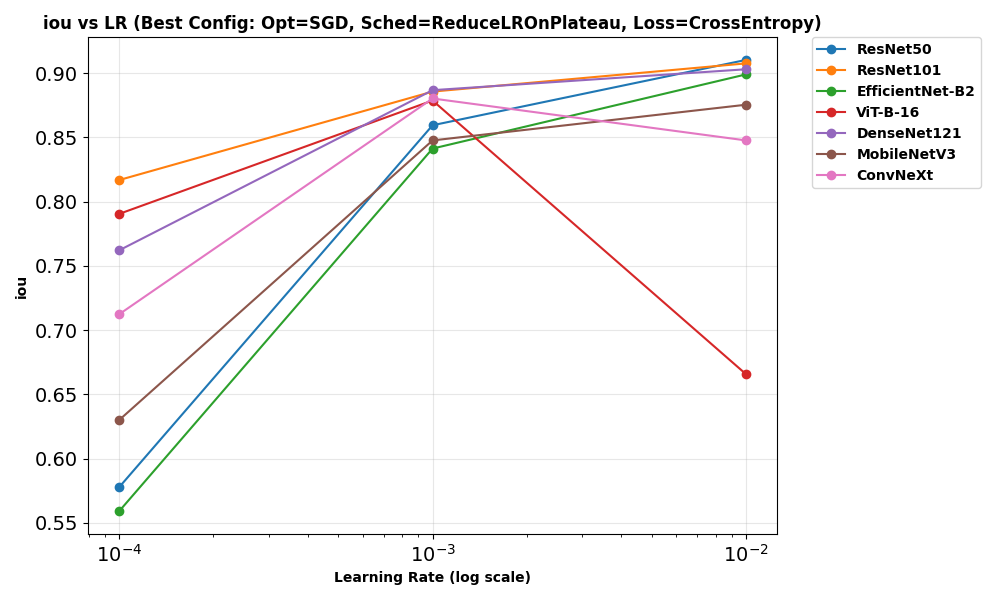 iou vs LR (Best Config: Opt=SGD, Sched=ReduceLROnPlateau, Loss=CrossEntropy)
ResNet50
ResNet101
EfficientNet-B2
ViT-B-16
DenseNet121
MobileNetV3
ConvNeXt
iou
0.90
0.85
0.80
0.75
0.70
0.65
0.60
0.55
10⁻⁴ 10⁻³ 10⁻²
Learning Rate (log scale)